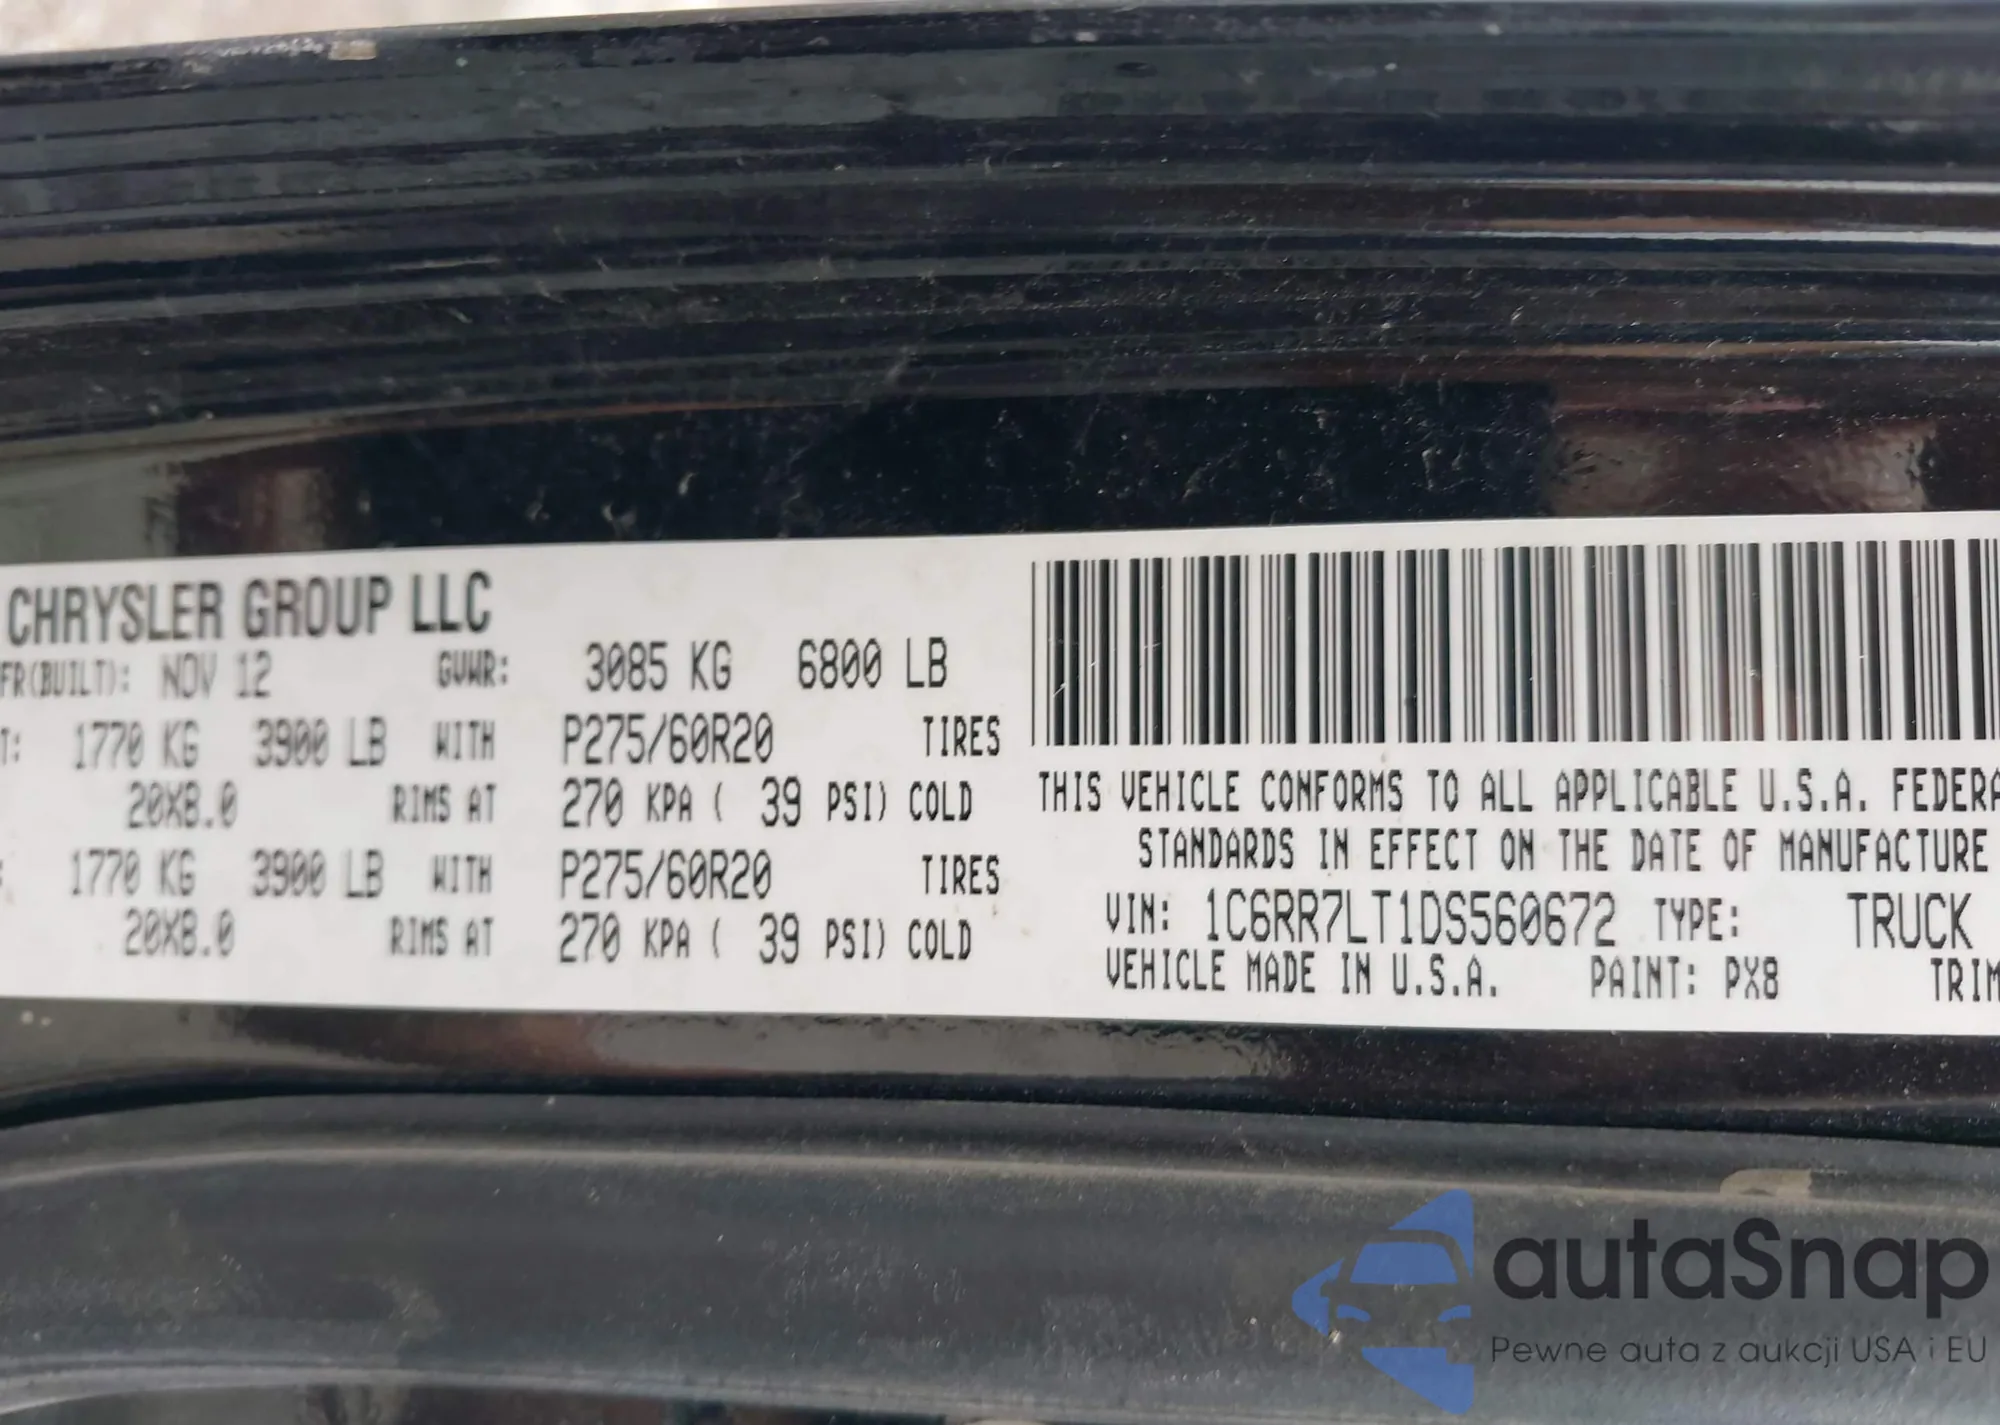 CHRYSLER GROUP LLC
FR(BUILT): NOV 12 GVWR: 3085 KG 6800 LB
T: 1770 KG 3900 LB WITH P275/60R20 TIRES
20X8.0 RIMS AT 270 KPA ( 39 PSI) COLD
1770 KG 3900 LB WITH P275/60R20 TIRES
20X8.0 RIMS AT 270 KPA ( 39 PSI) COLD
THIS VEHICLE CONFORMS TO ALL APPLICABLE U.S.A. FEDERA
STANDARDS IN EFFECT ON THE DATE OF MANUFACTURE
VIN: 1C6RR7LT1DS560672 TYPE: TRUCK
VEHICLE MADE IN U.S.A. PAINT: PX8 TRIM
autaSnap
Pewne auta z aukcji USA i EU